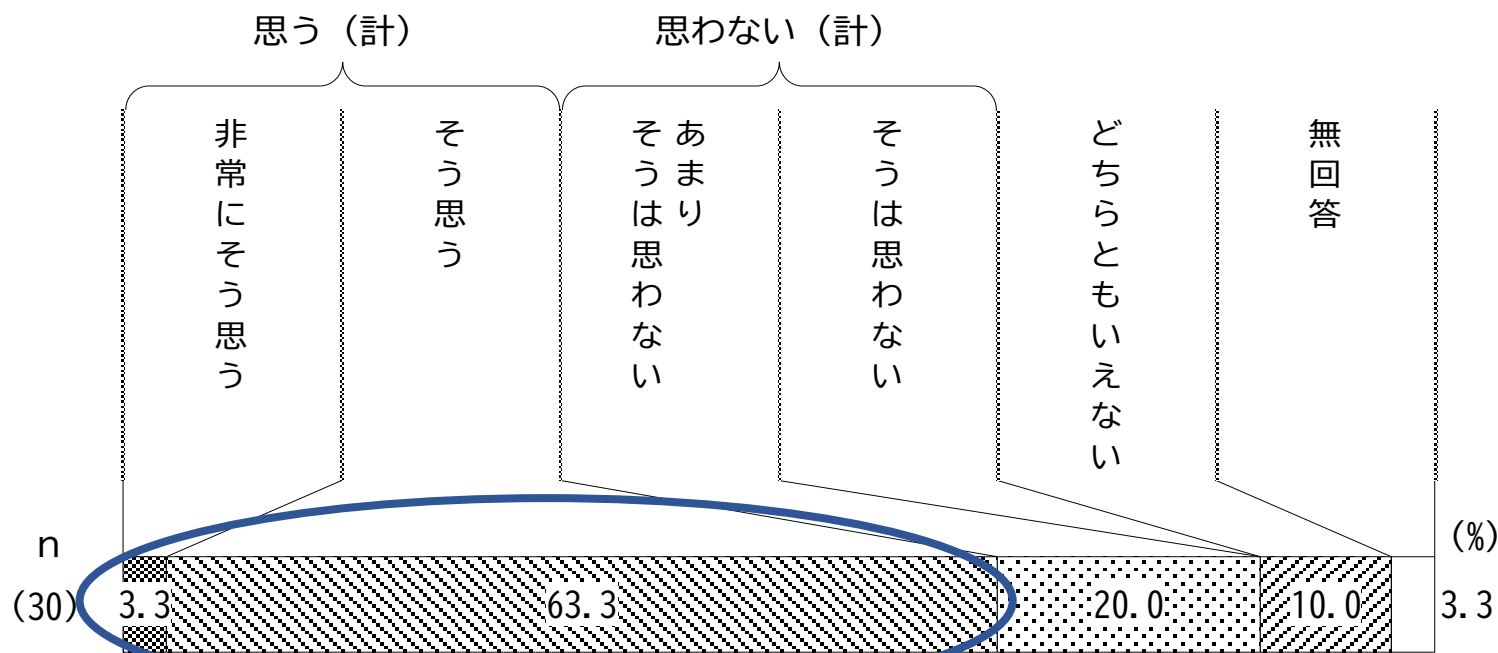 思う（計）
思わない（計）
非常にそう思う
そう思う
あまり
そうは思わない
そうは思わない
どちらともいえない
無回答
n
(%)
(30)
3.3
63.3
20.0
10.0
3.3